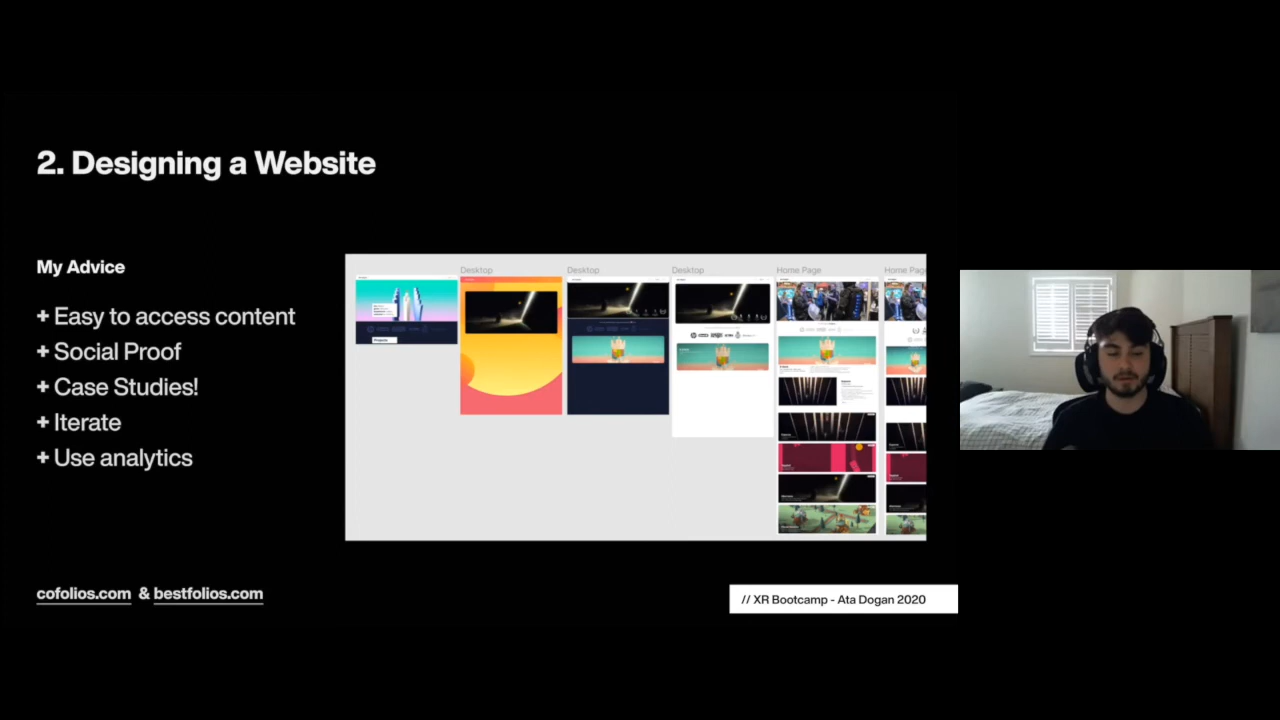 2. Designing a Website
My Advice
+ Easy to access content
+ Social Proof
+ Case Studies!
+ Iterate
+ Use analytics
Desktop
Desktop
Desktop
Home Page
Home Page
Projects
cofolios.com & bestfolios.com
// XR Bootcamp - Ata Dogan 2020